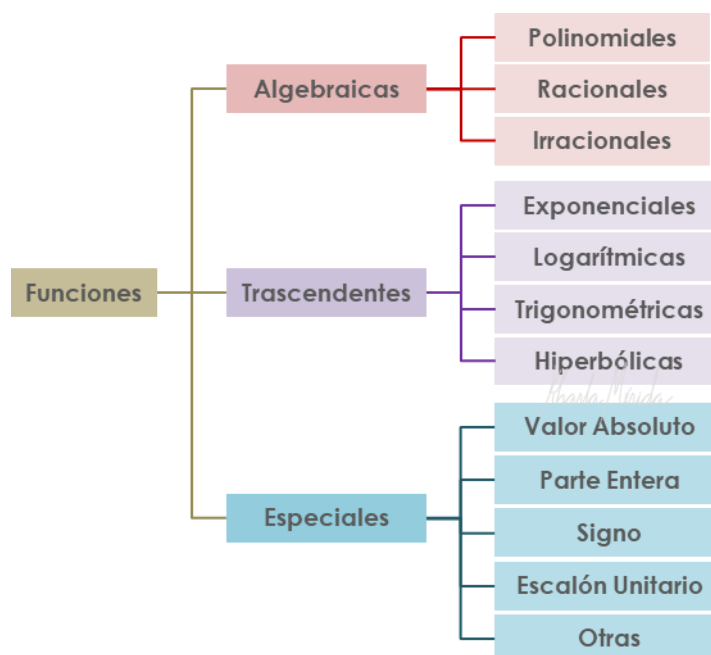 Funciones
Algebraicas
Polinomiales
Racionales
Irracionales
Trascendentes
Exponenciales
Logarítmicas
Trigonométricas
Hiperbólicas
Especiales
Valor Absoluto
Parte Entera
Signo
Escalón Unitario
Otras